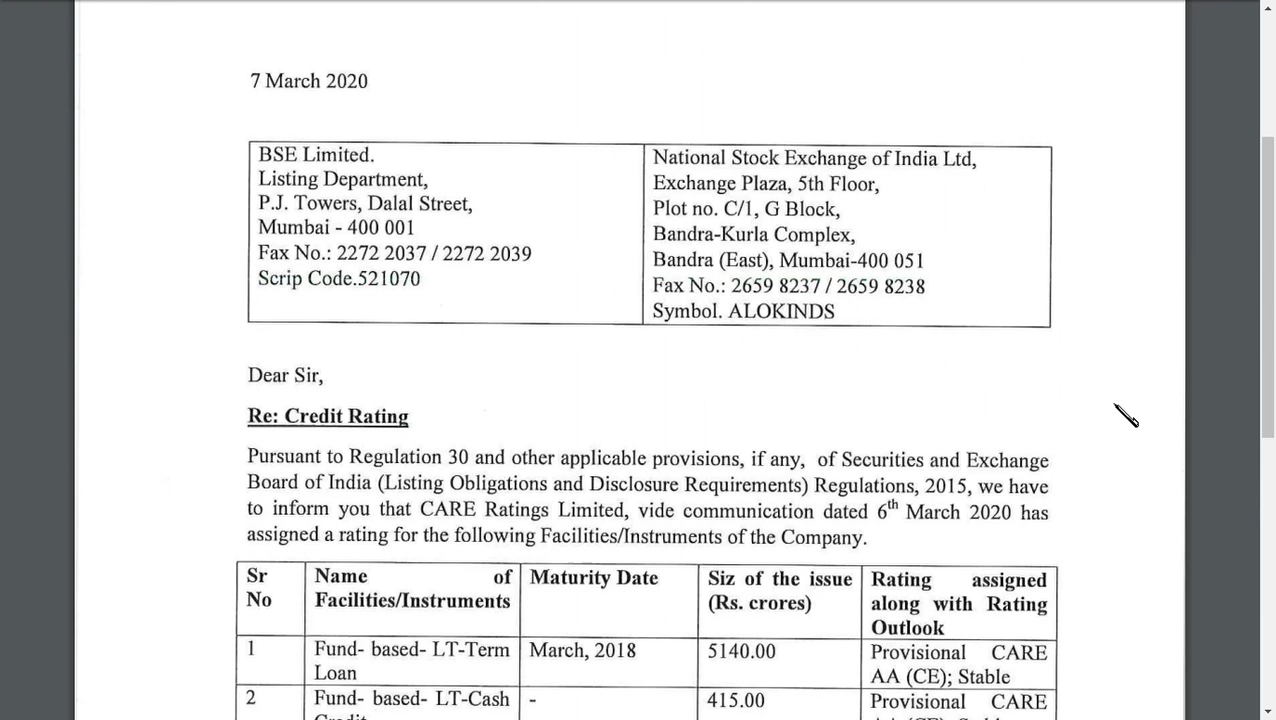 7 March 2020
BSE Limited.
Listing Department,
P.J. Towers, Dalal Street,
Mumbai - 400 001
Fax No.: 2272 2037 / 2272 2039
Scrip Code.521070
National Stock Exchange of India Ltd,
Exchange Plaza, 5th Floor,
Plot no. C/1, G Block,
Bandra-Kurla Complex,
Bandra (East), Mumbai-400 051
Fax No.: 2659 8237 / 2659 8238
Symbol. ALOKINDS
Dear Sir,
Re: Credit Rating
Pursuant to Regulation 30 and other applicable provisions, if any, of Securities and Exchange
Board of India (Listing Obligations and Disclosure Requirements) Regulations, 2015, we have
to inform you that CARE Ratings Limited, vide communication dated 6th March 2020 has
assigned a rating for the following Facilities/Instruments of the Company.
Sr
No
Name of
Facilities/Instruments
Maturity Date
Siz of the issue
(Rs. crores)
Rating assigned
along with Rating
Outlook
1
Fund- based- LT-Term
Loan
March, 2018
5140.00
Provisional CARE
AA (CE); Stable
2
Fund- based- LT-Cash
-
415.00
Provisional CARE